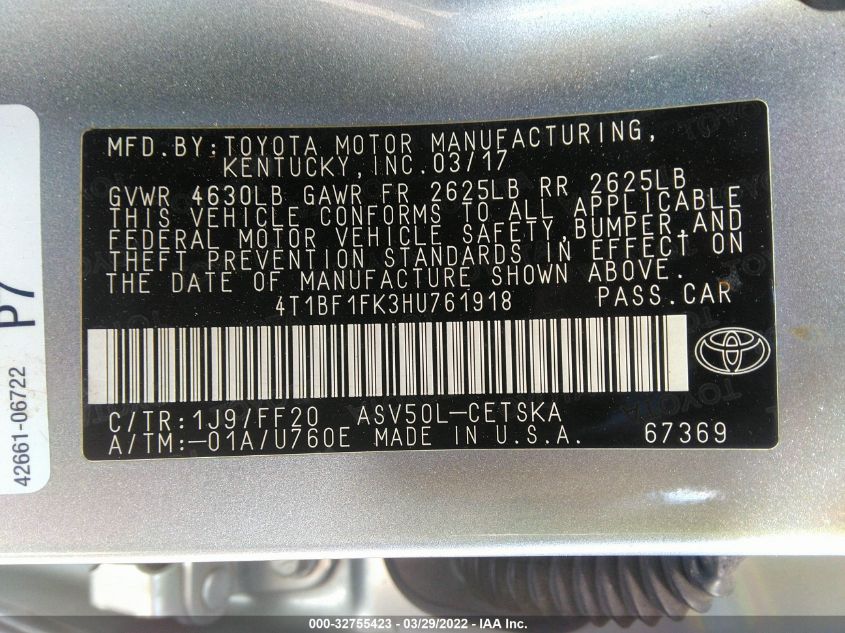 MFD.BY:TOYOTA MOTOR MANUFACTURING,
KENTUCKY,INC.03/17
GVWR 4630LB GAWR FR 2625LB RR 2625LB
THIS VEHICLE CONFORMS TO ALL APPLICABLE
FEDERAL MOTOR VEHICLE SAFETY,BUMPER,AND
THEFT PREVENTION STANDARDS IN EFFECT ON
THE DATE OF MANUFACTURE SHOWN ABOVE.
4T1BF1FK3HU761918 PASS.CAR
C/TR:1J9/FF20 ASV50L-CETSKA
A/TM:-01A/U760E MADE IN U.S.A. 67369
P7
42661-06722
TOYOTA
000-32755423 - 03/29/2022 - IAA Inc.